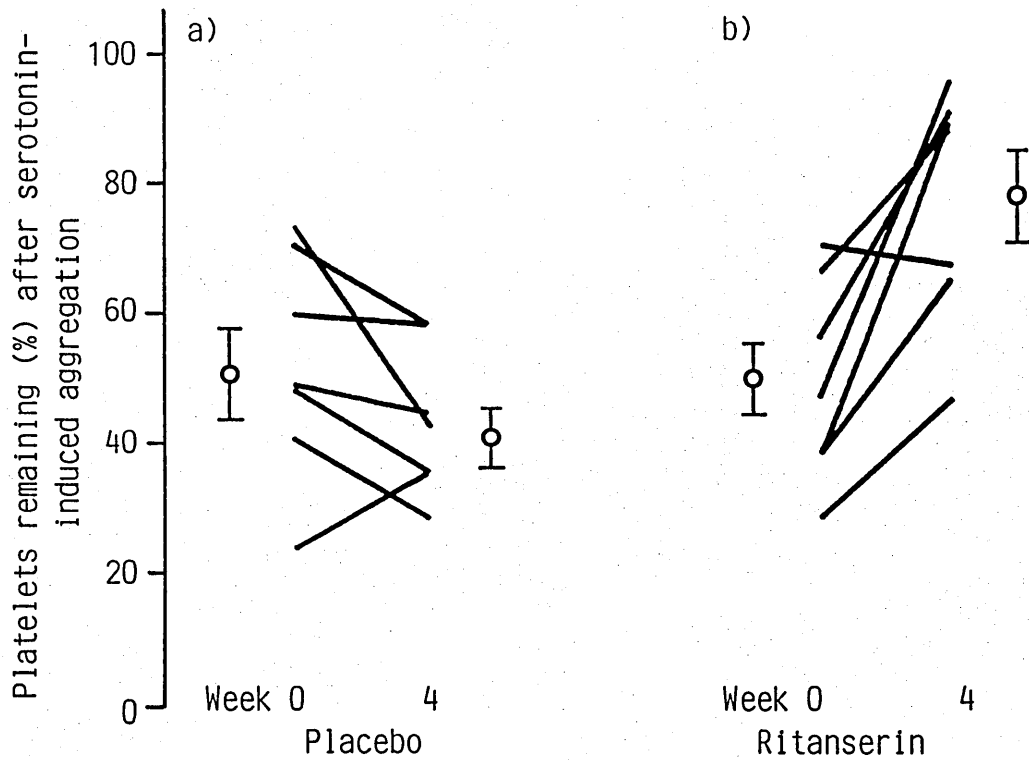 Platelets remaining (%) after serotonin-
induced aggregation
100
80
60
40
20
0
a)
Week 0 4
Placebo
b)
Week 0 4
Ritanserin